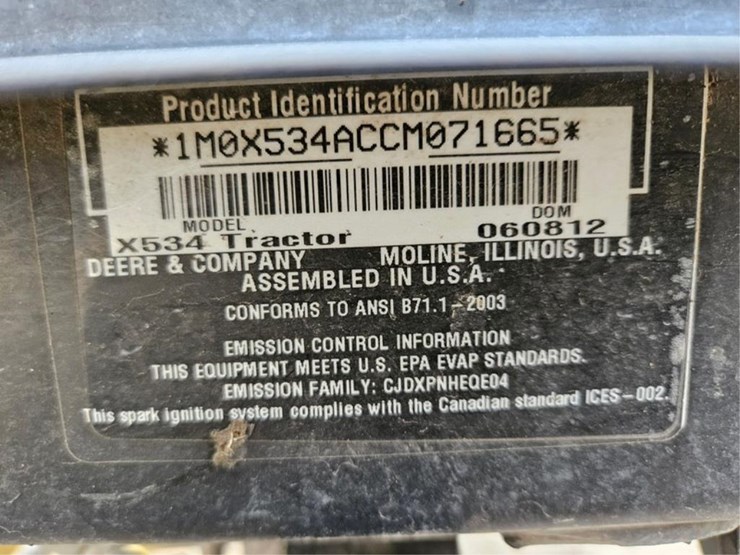 Product Identification Number
*1M0X534ACCM071665*
MODEL DOM
X534 Tractor 060812
DEERE & COMPANY MOLINE, ILLINOIS, U.S.A.
ASSEMBLED IN U.S.A.
CONFORMS TO ANSI B71.1-2003
EMISSION CONTROL INFORMATION
THIS EQUIPMENT MEETS U.S. EPA EVAP STANDARDS.
EMISSION FAMILY: CJDXPNHEQE04
This spark ignition system complies with the Canadian standard ICES-002.